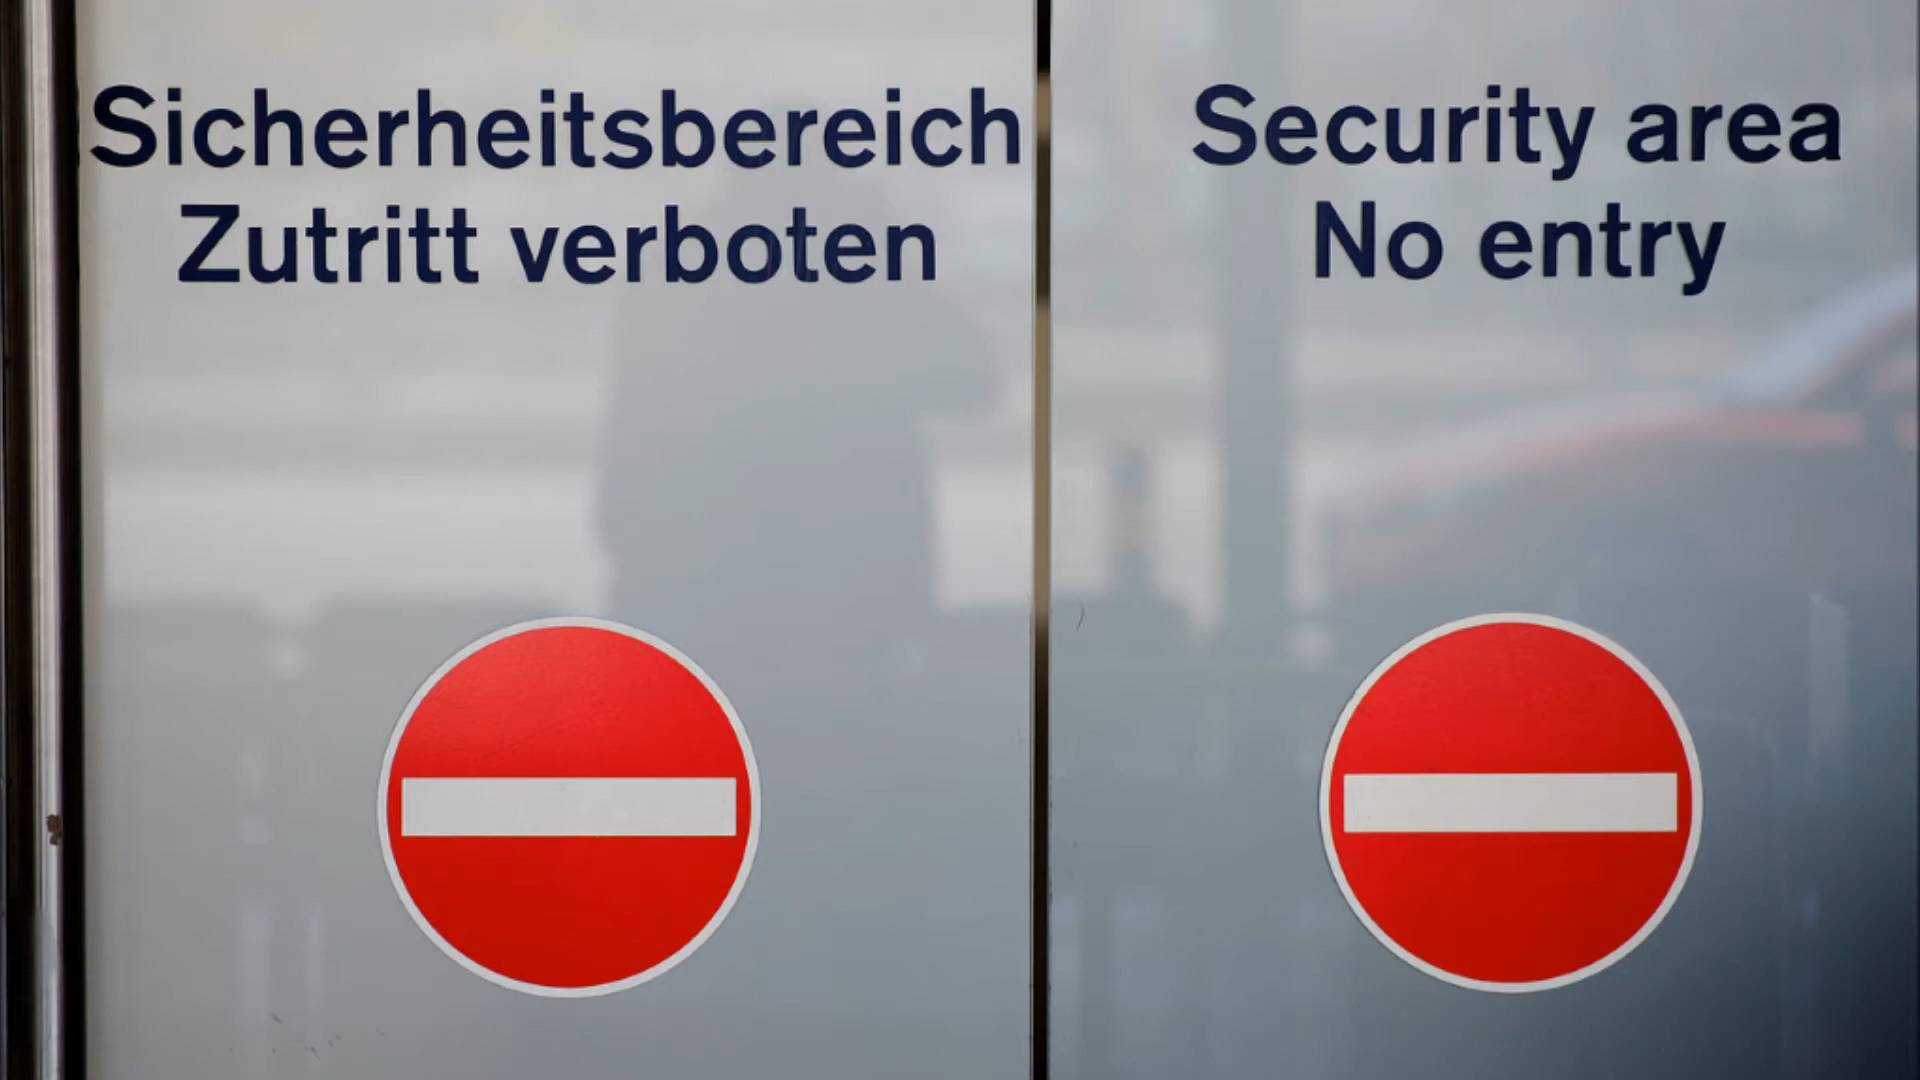 Sicherheitsbereich
Zutritt verboten
Security area
No entry